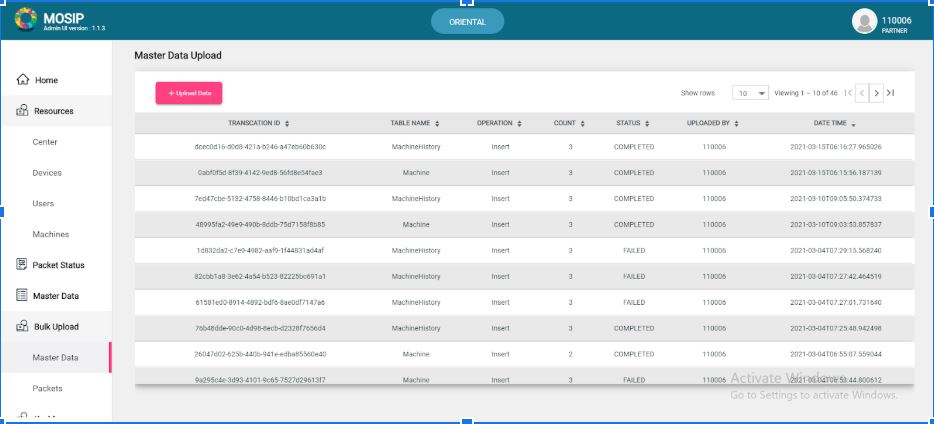 MOSIP
Admin UI version : 1.1.3
ORIENTAL
110006
PARTNER
Home
Resources
Center
Devices
Users
Machines
Packet Status
Master Data
Bulk Upload
Master Data
Packets
Master Data Upload
+ Upload Data
Show rows 10 Viewing 1 – 10 of 46
TRANSCATION ID TABLE NAME OPERATION COUNT STATUS UPLOADED BY DATE TIME
dcec0d16-d0d8-421a-b246-a47eb60b630c MachineHistory Insert 3 COMPLETED 110006 2021-03-15T06:16:27.965026
0abf0f5d-8f39-4142-9ed8-56fd8e54fae3 Machine Insert 3 COMPLETED 110006 2021-03-15T06:15:56.187139
7ed47cbe-5132-4758-8446-b10bd1ca3a1b MachineHistory Insert 3 COMPLETED 110006 2021-03-10T09:05:50.374733
48995fa2-49e9-490b-8ddb-75d7158f8b85 Machine Insert 3 COMPLETED 110006 2021-03-10T09:03:53.857837
1d832da2-c7e9-4982-aaf9-1f44831ad4af MachineHistory Insert 3 FAILED 110006 2021-03-04T07:29:15.568240
82cbb1a8-3e62-4a54-b523-82225bc691a1 MachineHistory Insert 3 FAILED 110006 2021-03-04T07:27:42.464519
61581ed0-8914-4892-bdf6-8ae0df7147a6 MachineHistory Insert 3 FAILED 110006 2021-03-04T07:27:01.731640
76b48dde-90c0-4d98-8ecb-d2328f7656d4 MachineHistory Insert 3 COMPLETED 110006 2021-03-04T07:25:48.942498
26047d02-625b-440b-941e-edba85560e40 Machine Insert 2 COMPLETED 110006 2021-03-04T06:55:07.559044
9a295c4e-3d93-4101-9c65-7527d29613f7 Machine Insert 3 FAILED 110006 2021-03-04T06:53:44.800612
Activate Windows
Go to Settings to activate Windows.